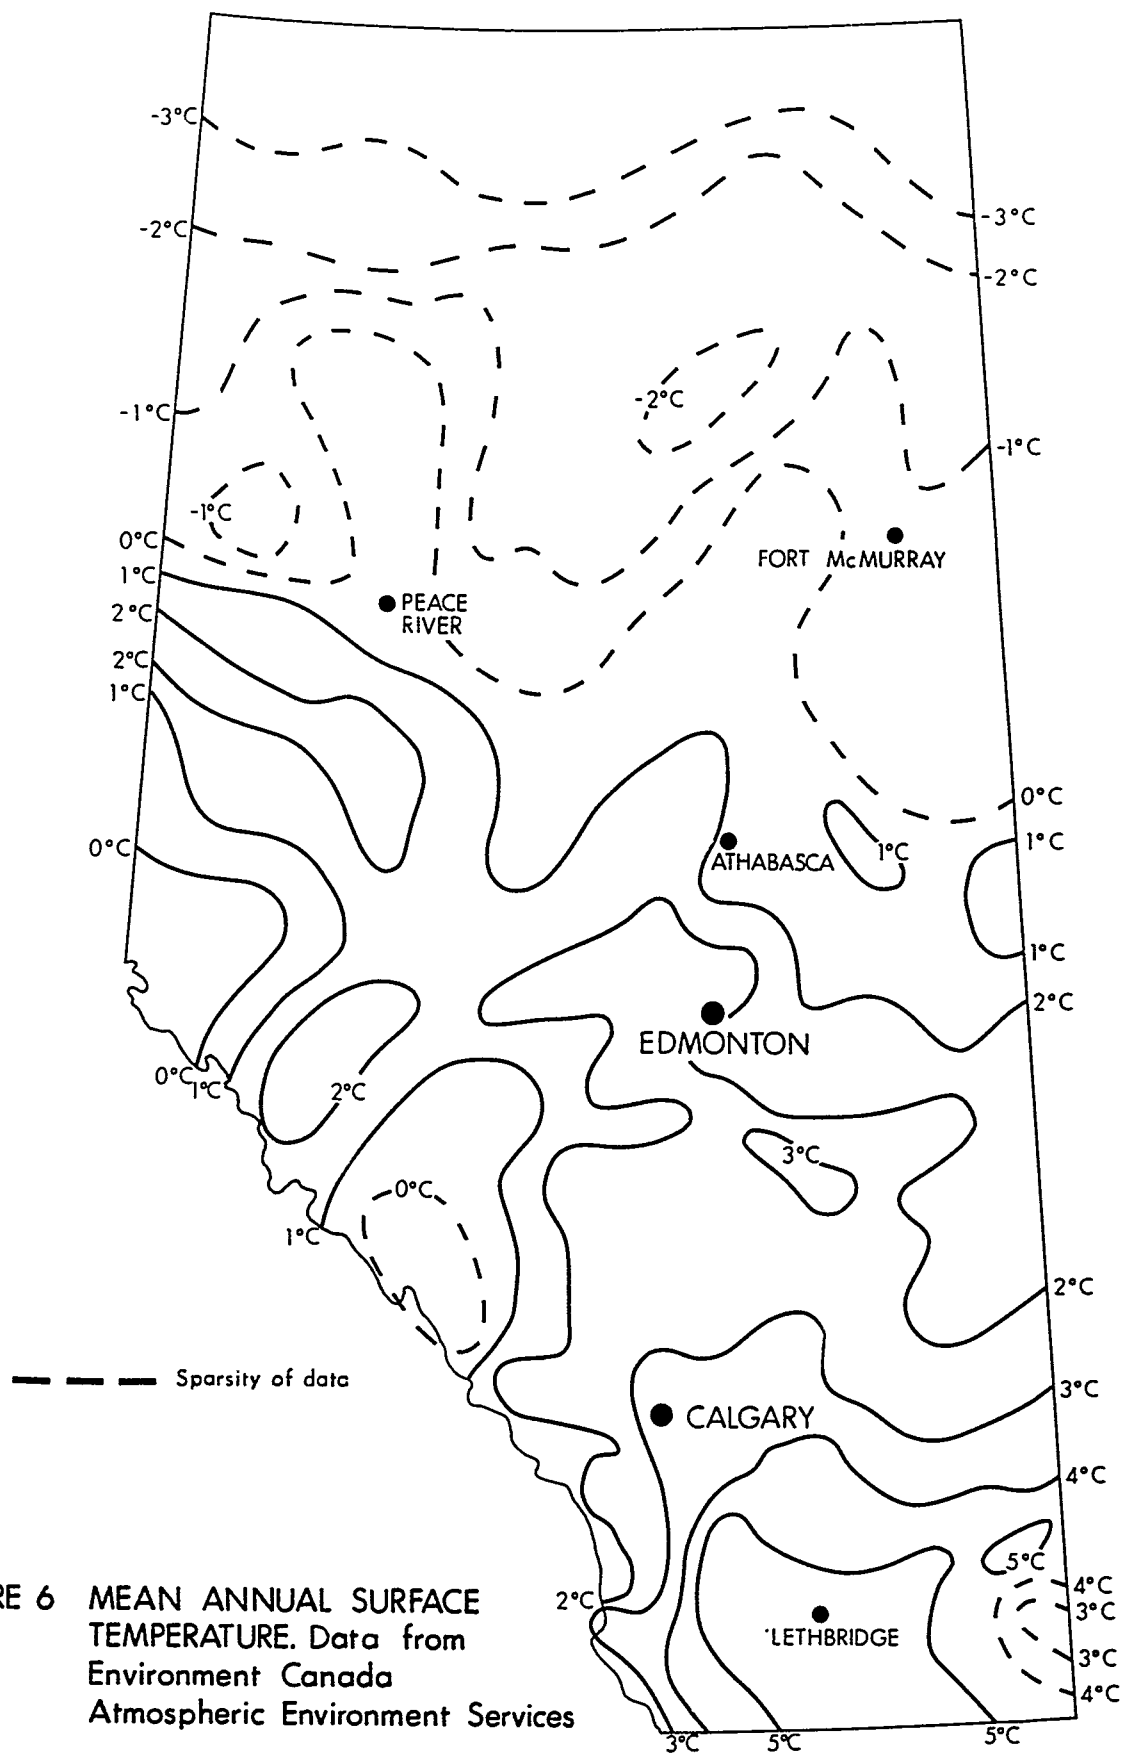 -3°C
-3°C
-2°C
-2°C
-2°C
-1°C
-1°C
-1°C
0°C
FORT McMURRAY
1°C
PEACE
RIVER
2°C
2°C
1°C
0°C
1°C
0°C
1°C
ATHABASCA
1°C
2°C
EDMONTON
0°C
1°C
2°C
3°C
0°C
1°C
2°C
Sparsity of data
3°C
CALGARY
4°C
5°C
4°C
3°C
2°C
LETHBRIDGE
3°C
4°C
3°C
5°C
5°C
RE 6 MEAN ANNUAL SURFACE
TEMPERATURE. Data from
Environment Canada
Atmospheric Environment Services